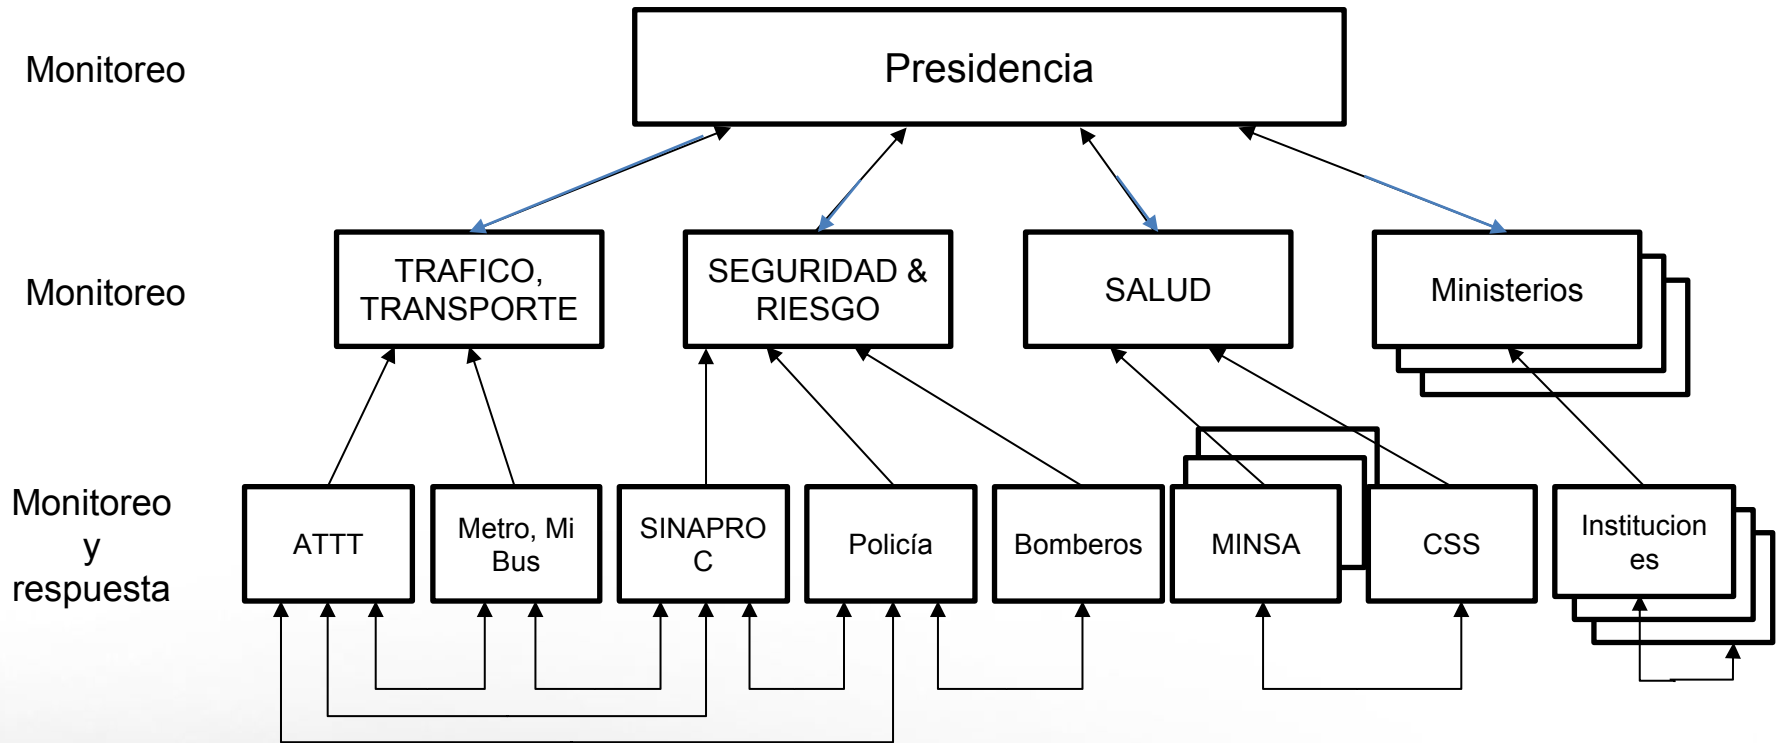 Monitoreo
Presidencia
Monitoreo
TRAFICO,
TRANSPORTE
SEGURIDAD &
RIESGO
SALUD
Ministerios
Monitoreo
y
respuesta
ATTT
Metro, Mi
Bus
SINAPRO
C
Policía
Bomberos
MINSA
CSS
Institucion
es